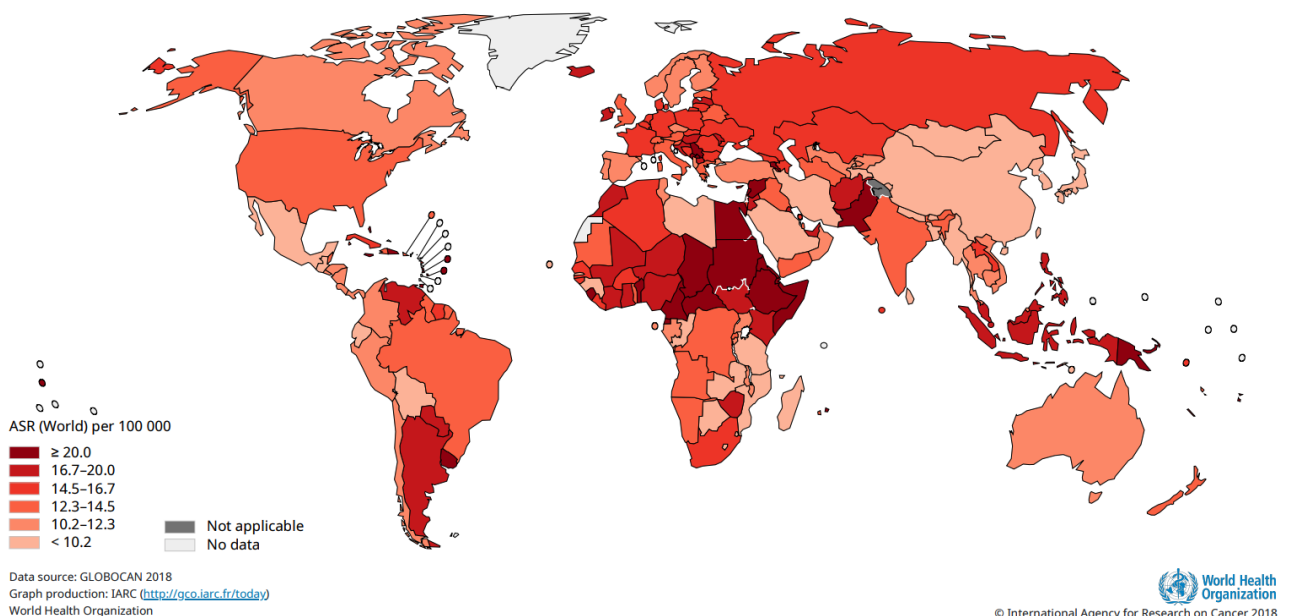 ASR (World) per 100 000
≥ 20.0
16.7–20.0
14.5–16.7
12.3–14.5
10.2–12.3
< 10.2
Not applicable
No data
Data source: GLOBOCAN 2018
Graph production: IARC (http://gco.iarc.fr/today)
World Health Organization
World Health
Organization
© International Agency for Research on Cancer 2018